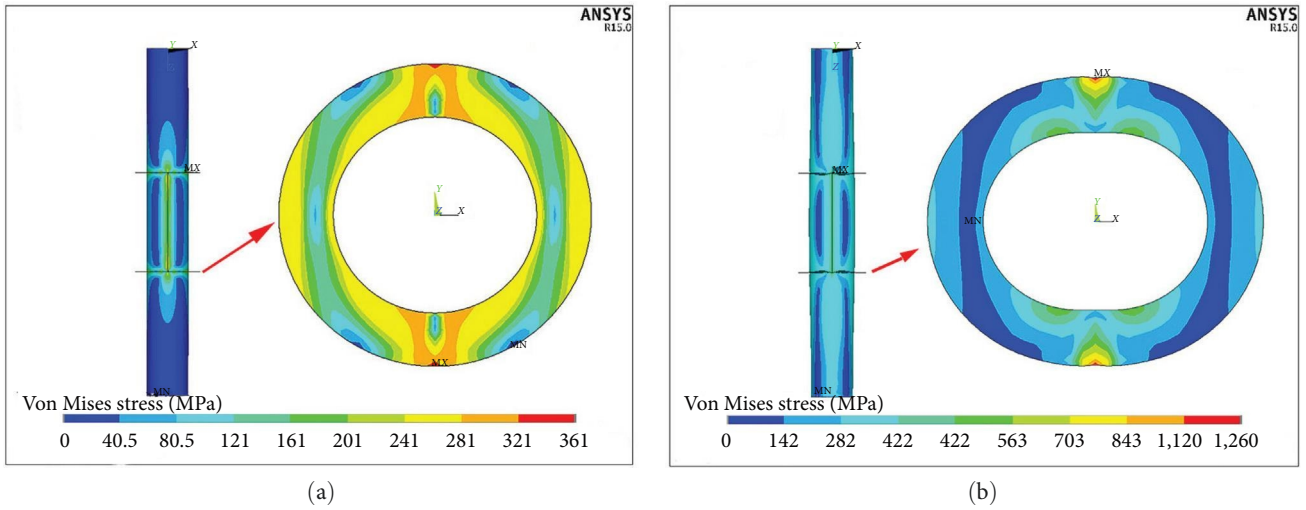 ANSYS
R15.0
Y
X
Z
MX
MN
Y
Z
X
MN
MX
Von Mises stress (MPa)
0 40.5 80.5 121 161 201 241 281 321 361
(a)
ANSYS
R15.0
Y
X
Z
MX
MN
MX
Y
Z
X
MN
Von Mises stress (MPa)
0 142 282 422 422 563 703 843 1,120 1,260
(b)